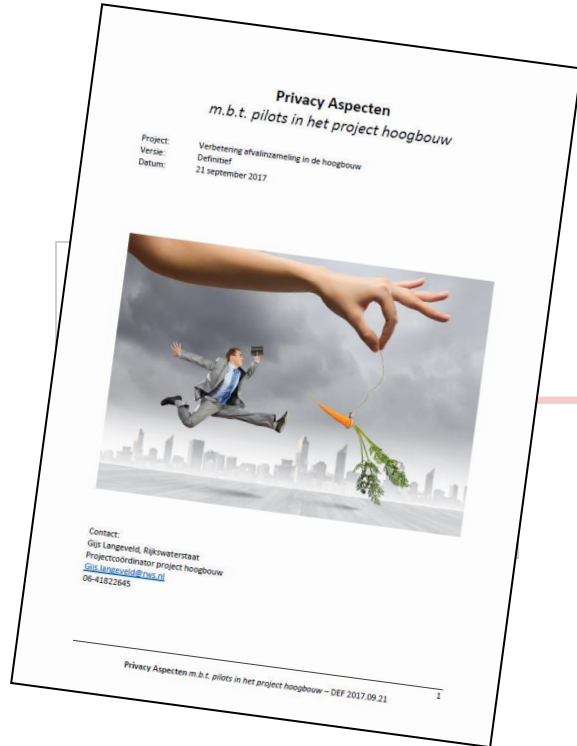 Privacy Aspecten
m.b.t. pilots in het project hoogbouw
Project: Verbetering afvalinzameling in de hoogbouw
Versie: Definitief
Datum: 21 september 2017
Contact:
Gijs Langeveld, Rijkswaterstaat
Projectcoördinator project hoogbouw
Gijs.langeveld@rws.nl
06-41822645
Privacy Aspecten m.b.t. pilots in het project hoogbouw – DEF 2017.09.21 1